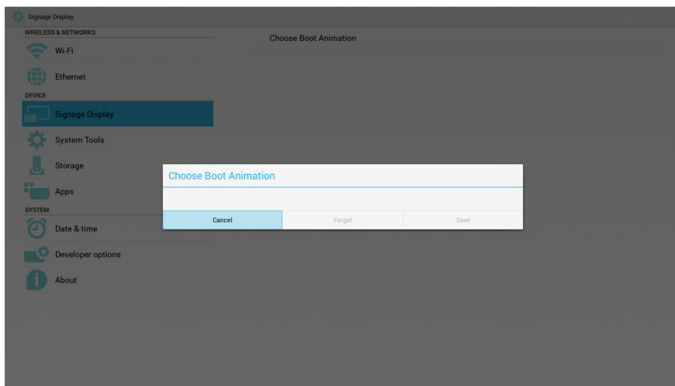 Signage Display
WIRELESS & NETWORKS
Wi-Fi
Ethernet
DEVICE
Signage Display
System Tools
Storage
Apps
SYSTEM
Date & time
Developer options
About
Choose Boot Animation
Choose Boot Animation
Cancel Forget Save